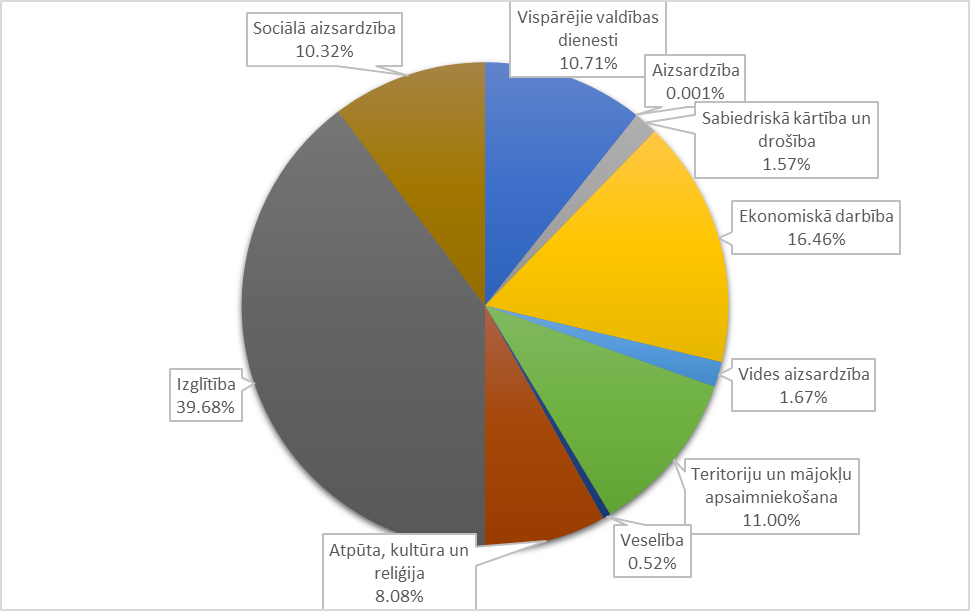 Sociālā aizsardzība
10.32%
Vispārējie valdības
dienesti
10.71%
Aizsardzība
0.001%
Sabiedriskā kārtība un
drošība
1.57%
Ekonomiskā darbība
16.46%
Vides aizsardzība
1.67%
Teritoriju un mājokļu
apsaimniekošana
11.00%
Veselība
0.52%
Atpūta, kultūra un
reliģija
8.08%
Izglītība
39.68%